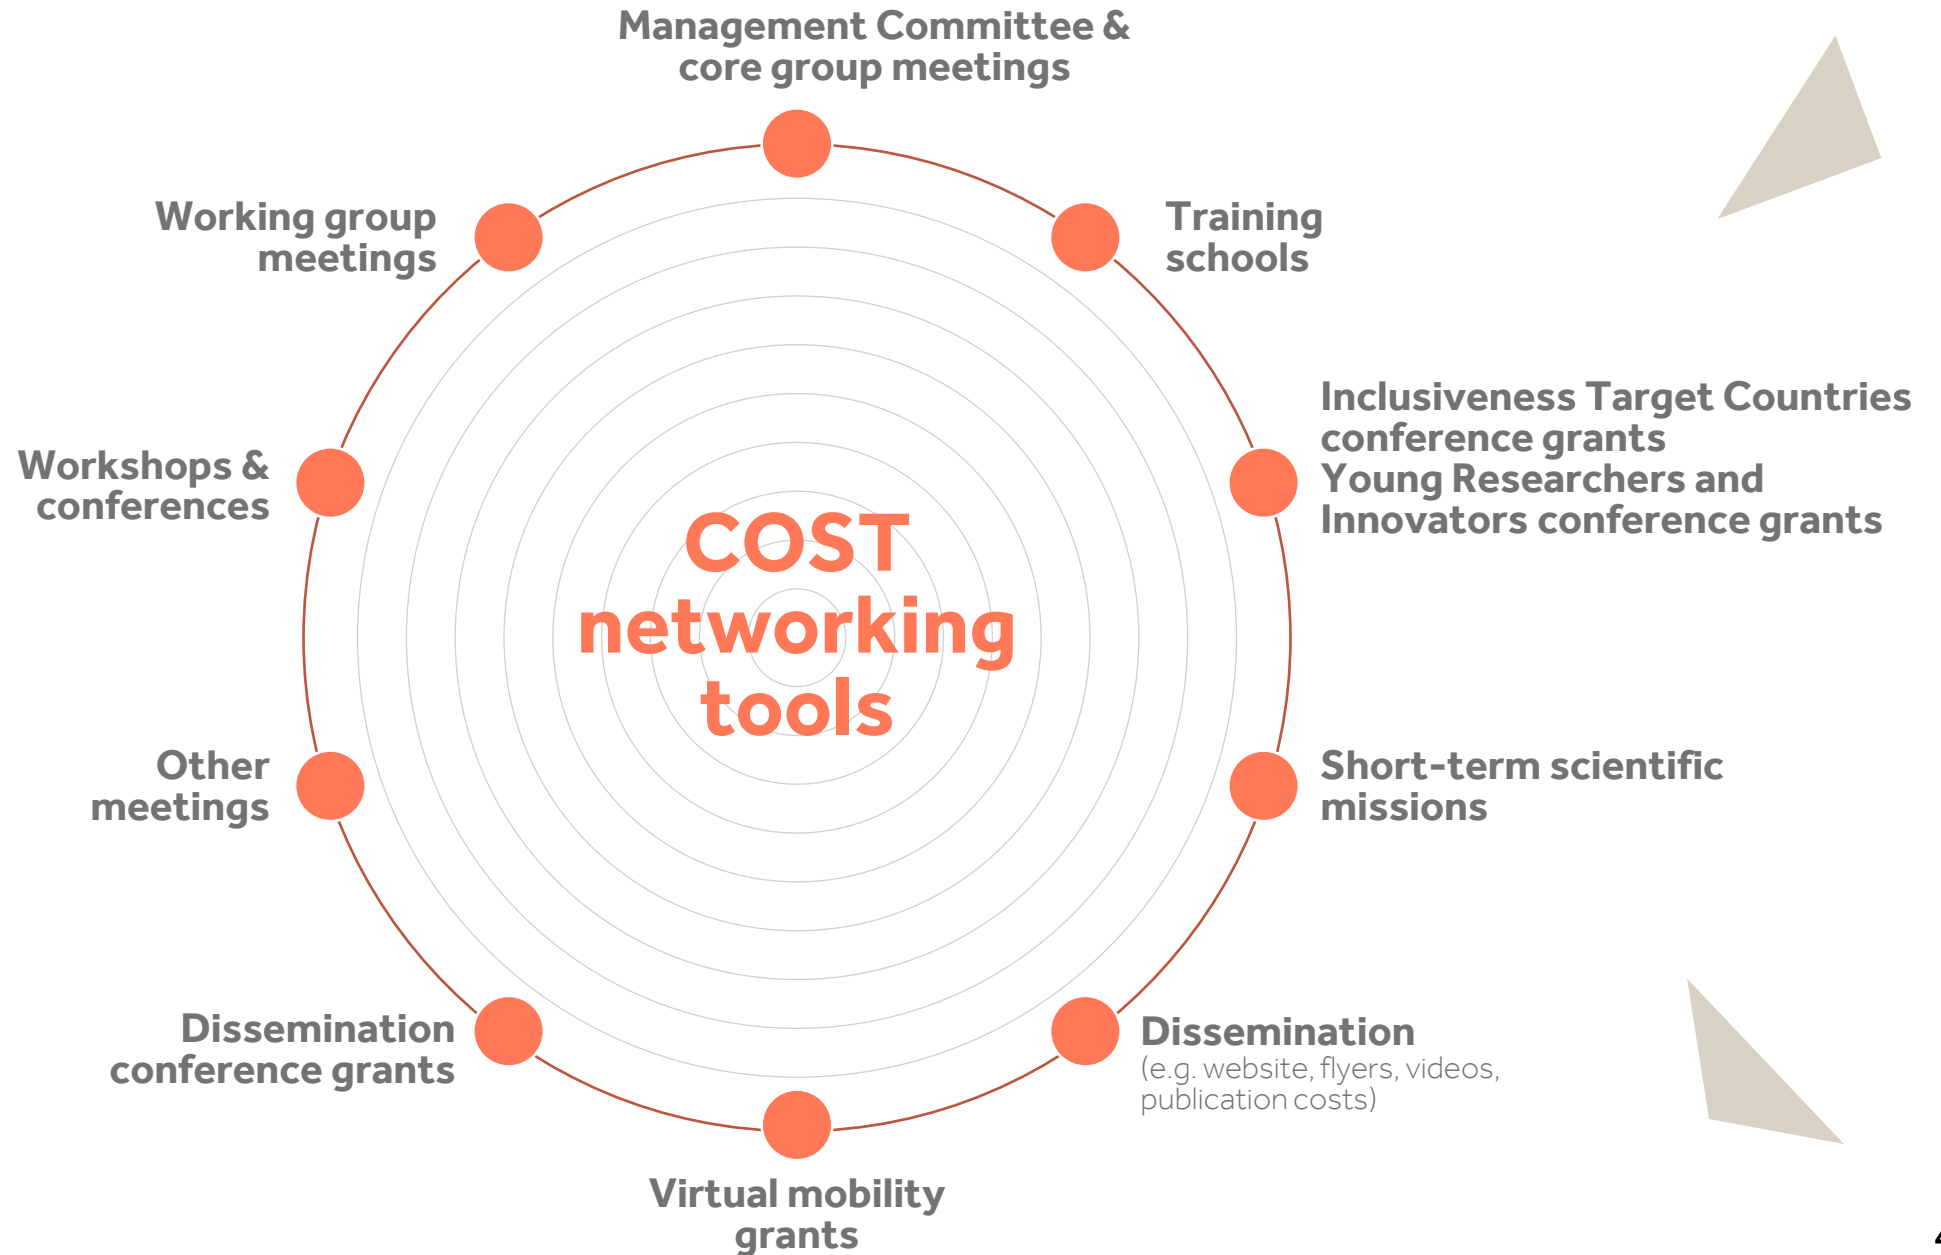 Management Committee &
core group meetings
Working group
meetings
Training
schools
Inclusiveness Target Countries
conference grants
Young Researchers and
Innovators conference grants
Workshops &
conferences
COST
networking
tools
Other
meetings
Short-term scientific
missions
Dissemination
conference grants
Dissemination
(e.g. website, flyers, videos,
publication costs)
Virtual mobility
grants